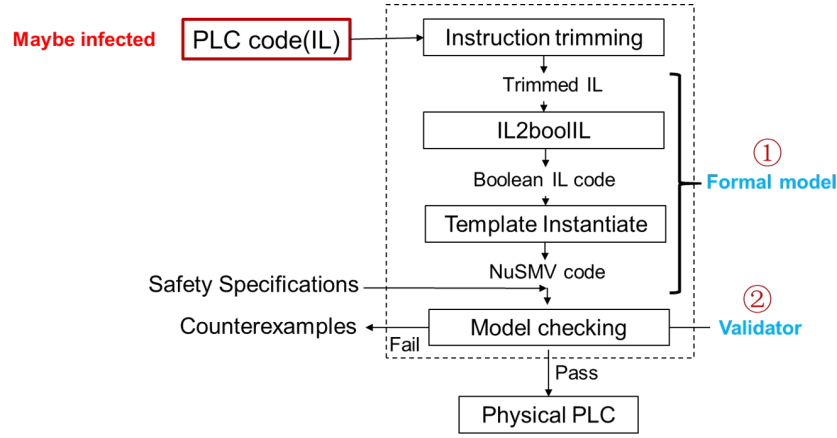 Maybe infected
PLC code(IL)
Instruction trimming
Trimmed IL
IL2boolIL
Boolean IL code
①
Formal model
Template Instantiate
NuSMV code
Safety Specifications
②
Counterexamples
Model checking
Validator
Fail
Pass
Physical PLC